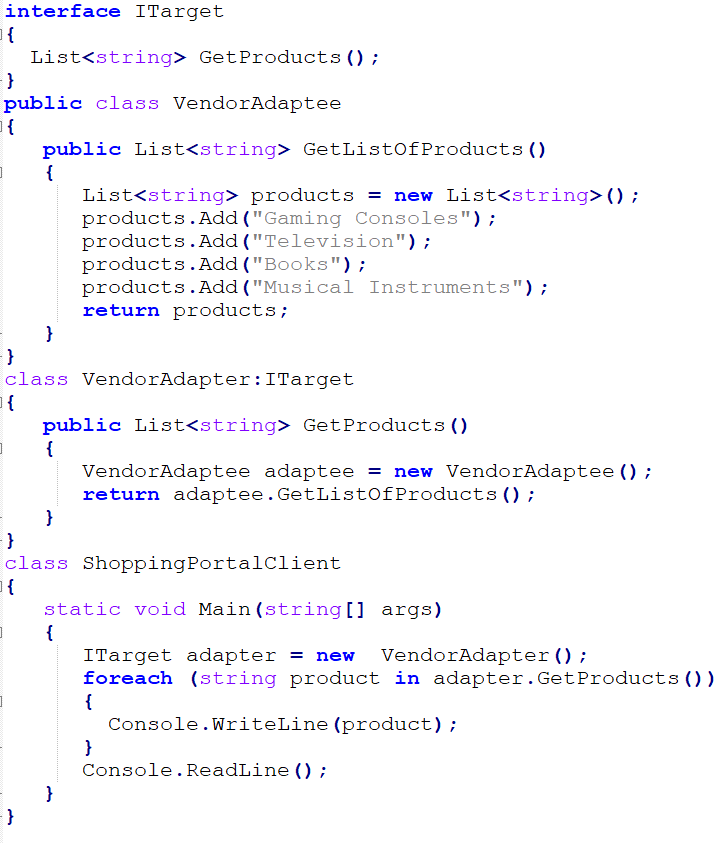 interface ITarget
{
  List<string> GetProducts();
}
public class VendorAdaptee
{
   public List<string> GetListOfProducts()
   {
      List<string> products = new List<string>();
      products.Add("Gaming Consoles");
      products.Add("Television");
      products.Add("Books");
      products.Add("Musical Instruments");
      return products;
   }
}
class VendorAdapter:ITarget
{
   public List<string> GetProducts()
   {
      VendorAdaptee adaptee = new VendorAdaptee();
      return adaptee.GetListOfProducts();
   }
}
class ShoppingPortalClient
{
   static void Main(string[] args)
   {
      ITarget adapter = new  VendorAdapter();
      foreach (string product in adapter.GetProducts())
      {
        Console.WriteLine(product);
      }
      Console.ReadLine();
   }
}